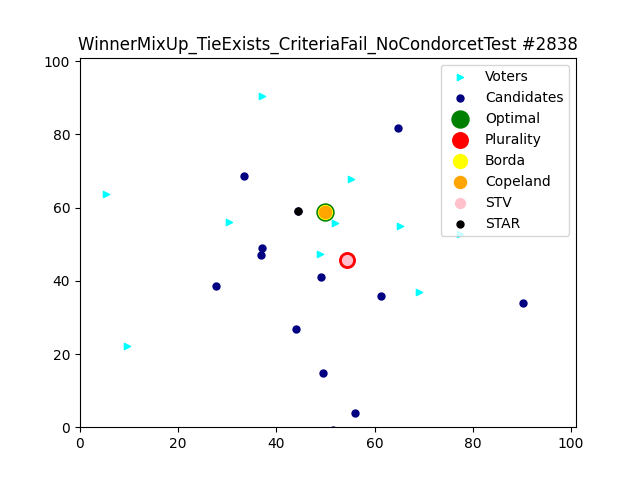 WinnerMixUp_TieExists_CriteriaFail_NoCondorcetTest #2838
100
80
60
40
20
0
0
20
40
60
80
100
Voters
Candidates
Optimal
Plurality
Borda
Copeland
STV
STAR